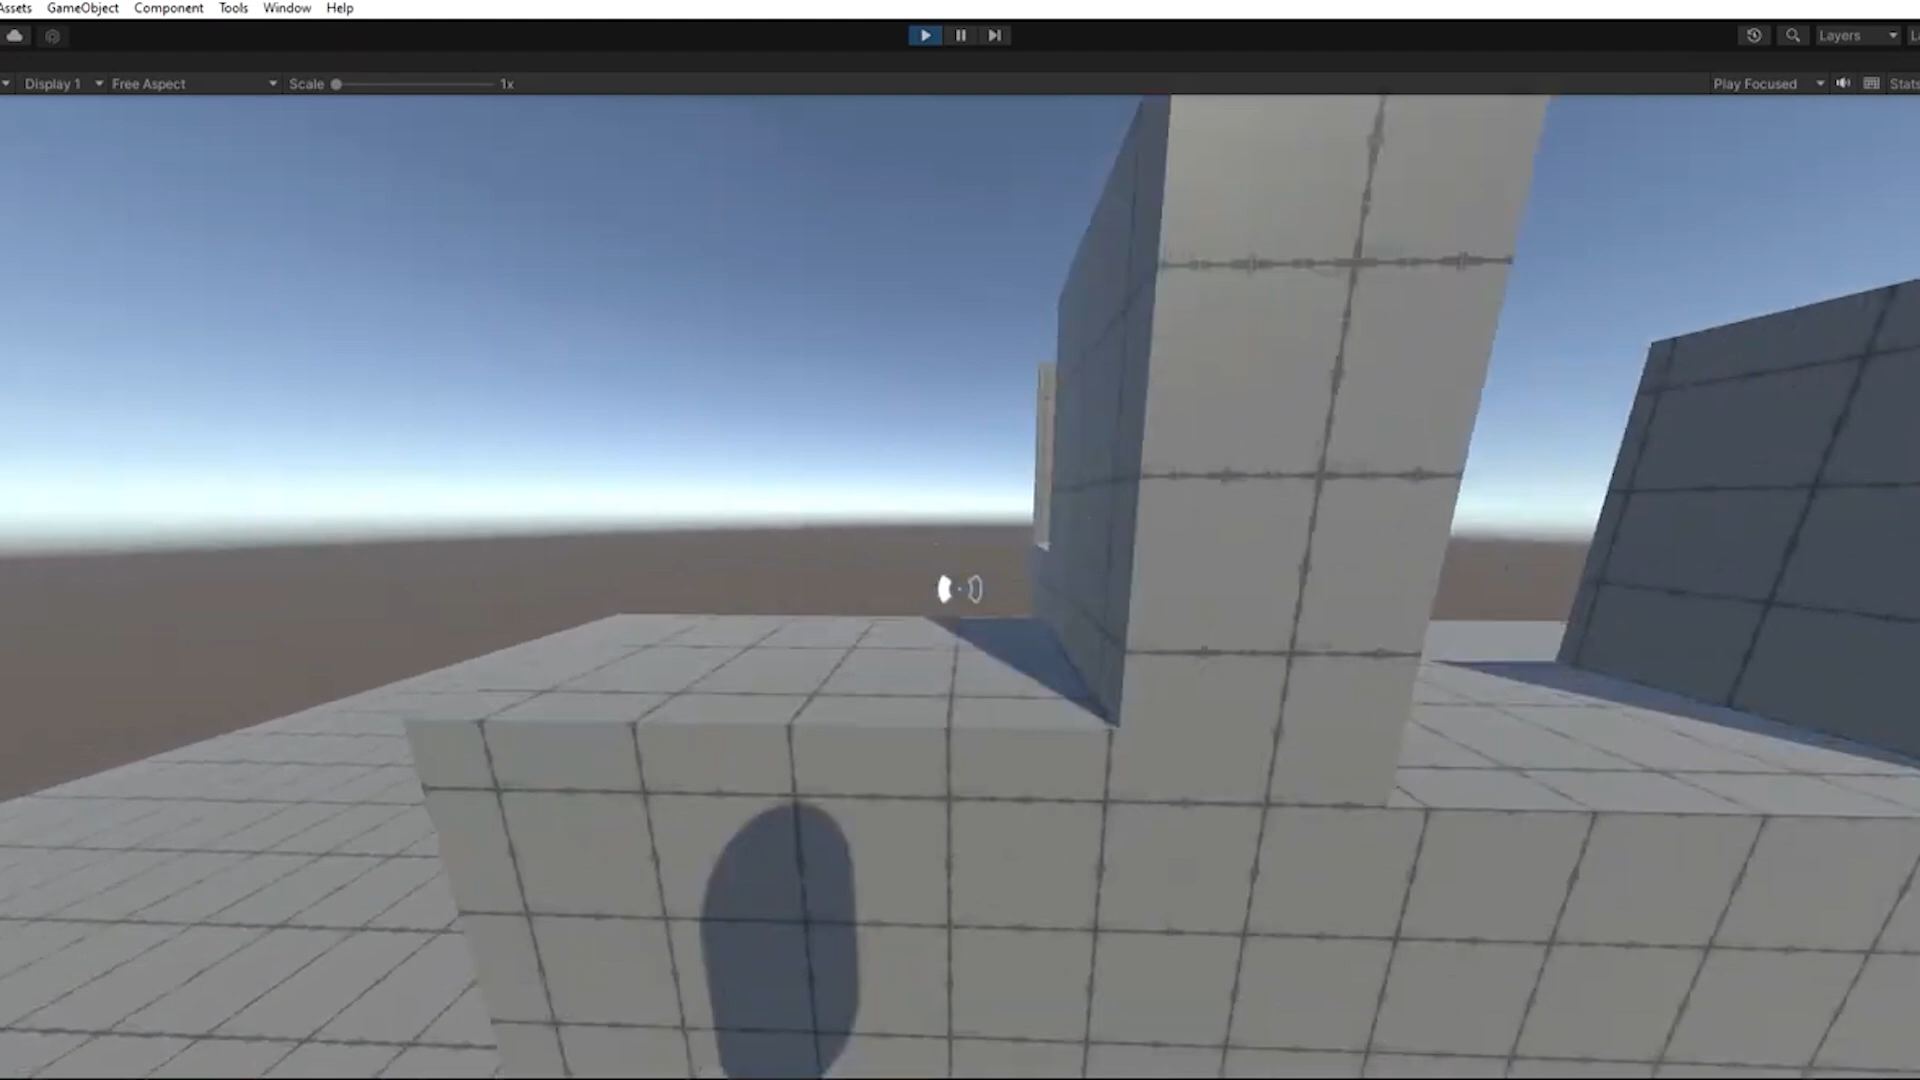 Assets GameObject Component Tools Window Help
Layers
Display 1 Free Aspect Scale 1x Play Focused Stats